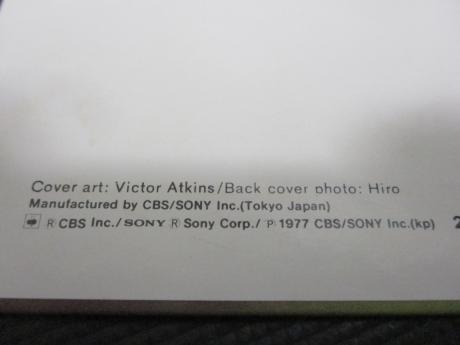 Cover art: Victor Atkins/Back cover photo: Hiro
Manufactured by CBS/SONY Inc.(Tokyo Japan)
Ⓡ CBS Inc./SONY Ⓡ Sony Corp./ Ⓟ 1977 CBS/SONY Inc.(kp) 2